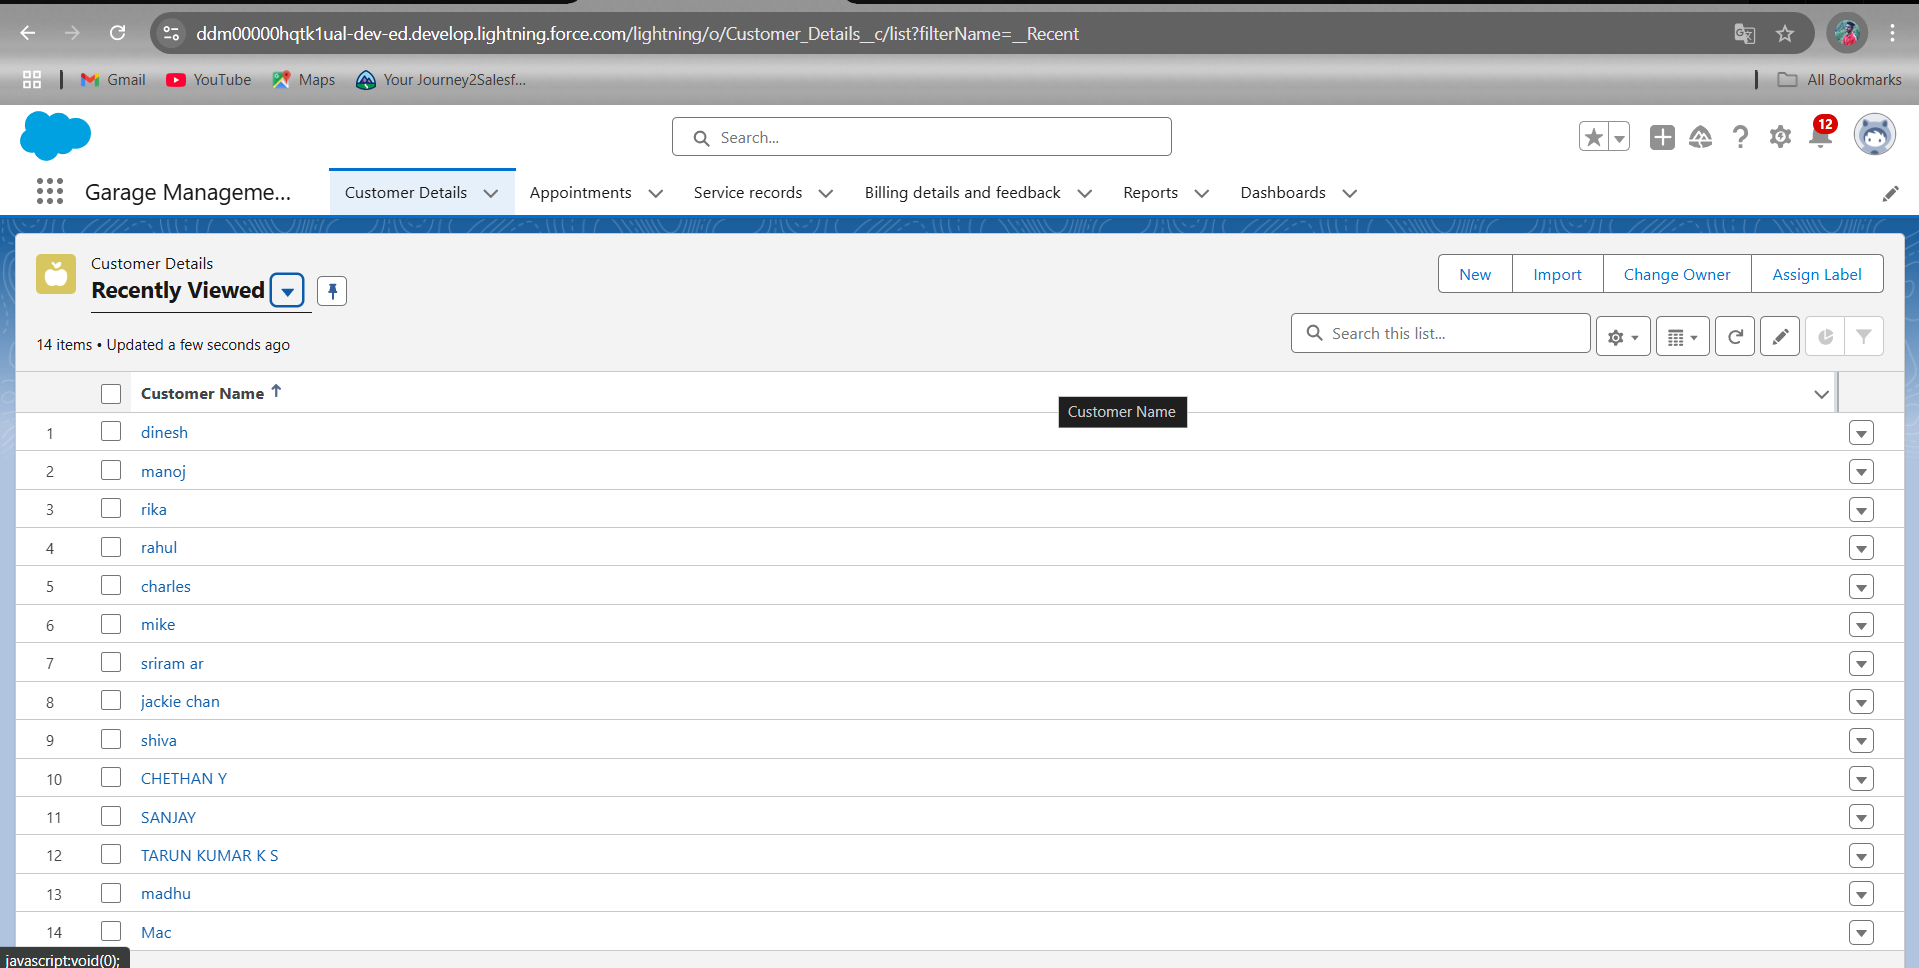 ddm00000hqtk1ual-dev-ed.develop.lightning.force.com/lightning/o/Customer_Details__c/list?filterName=__Recent
Gmail YouTube Maps Your Journey2Salesf... All Bookmarks
Search... 12
Garage Manageme... Customer Details Appointments Service records Billing details and feedback Reports Dashboards
Customer Details
Recently Viewed
New Import Change Owner Assign Label
14 items • Updated a few seconds ago
Search this list...
Customer Name
Customer Name
1 dinesh
2 manoj
3 rika
4 rahul
5 charles
6 mike
7 sriram ar
8 jackie chan
9 shiva
10 CHETHAN Y
11 SANJAY
12 TARUN KUMAR K S
13 madhu
14 Mac
javascript:void(0);